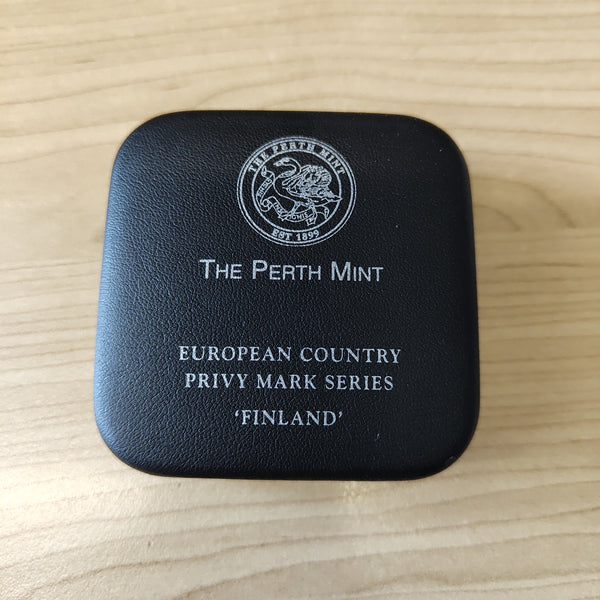 THE PERTH MINT
EST 1899
THE PERTH MINT
EUROPEAN COUNTRY
PRIVY MARK SERIES
‘FINLAND’